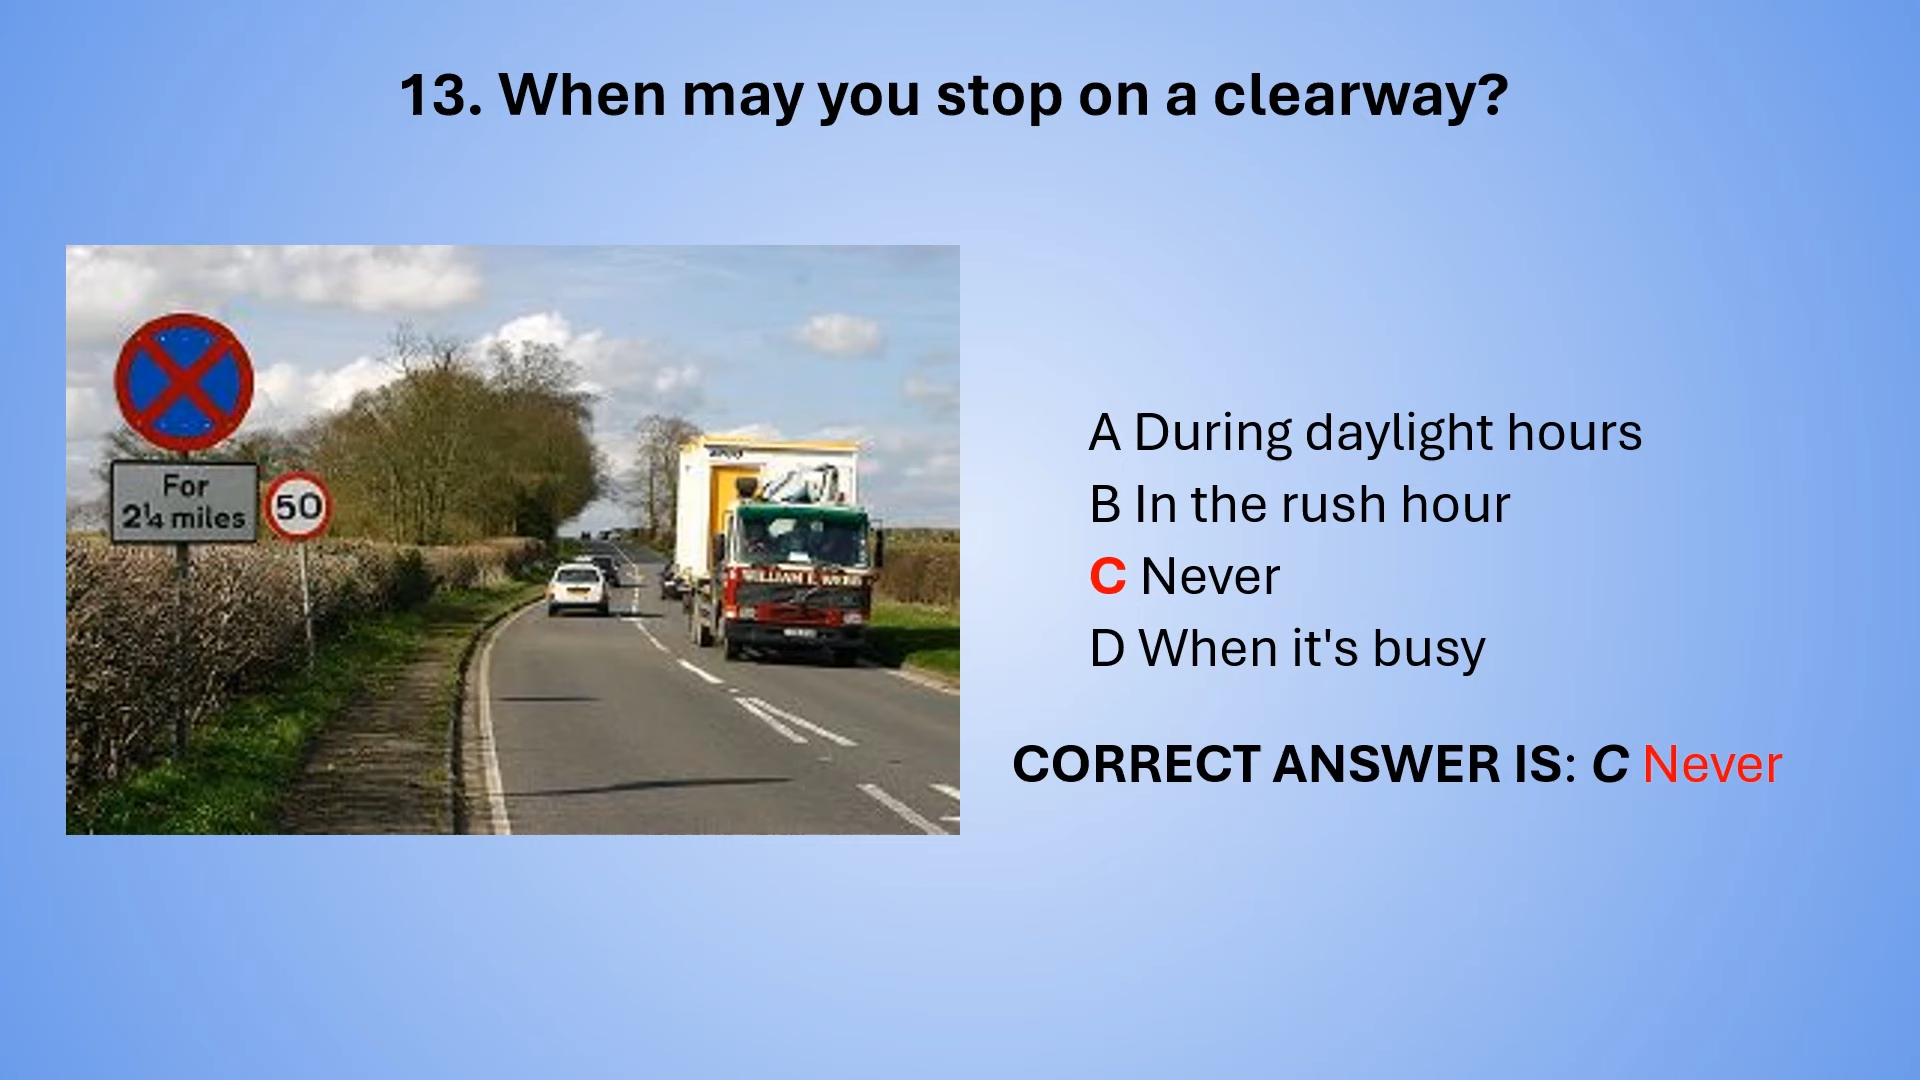 13. When may you stop on a clearway?
For
2¼ miles
50
A During daylight hours
B In the rush hour
C Never
D When it's busy
CORRECT ANSWER IS: C Never